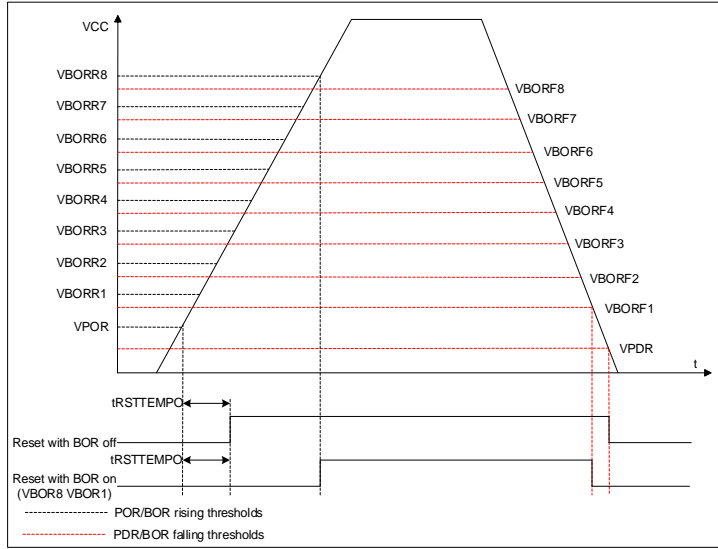 VCC
VBORR8
VBORF8
VBORR7
VBORF7
VBORR6
VBORF6
VBORR5
VBORF5
VBORR4
VBORF4
VBORR3
VBORF3
VBORR2
VBORF2
VBORR1
VBORF1
VPOR
VPDR
t
tRSTTEMPO
Reset with BOR off
tRSTTEMPO
Reset with BOR on
(VBOR8 VBOR1)
POR/BOR rising thresholds
PDR/BOR falling thresholds